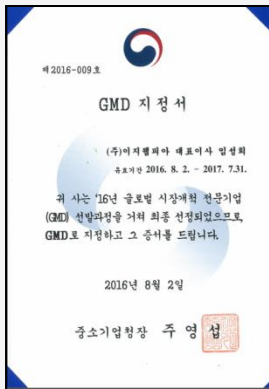 제 2016-009호
GMD 지정서
(주)이지웰피아 대표이사 임성희
유효기간 2016. 8. 2. - 2017. 7.31.
귀 사는 '16년 글로벌 시장개척 전문기업
(GMD) 선발과정을 거쳐 최종 선정되었으므로,
GMD로 지정하고 그 증서를 드립니다.
2016년 8월 2일
중소기업청장 주 영 섭